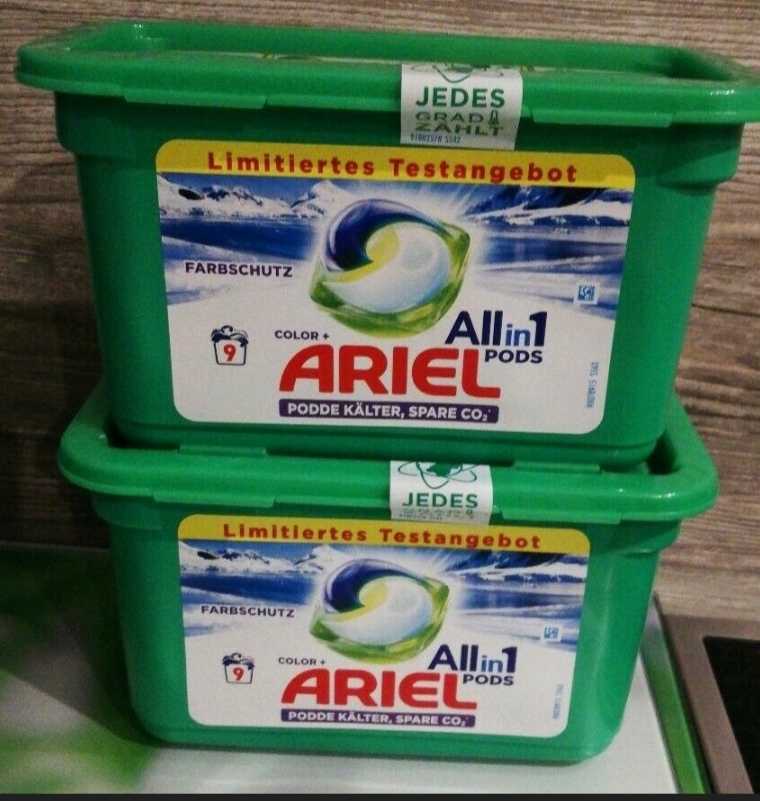 JEDES
GRAD
ZÄHLT
Limitiertes Testangebot
FARBSCHUTZ
9
COLOR +
All in 1
PODS
ARIEL
PODDE KÄLTER, SPARE CO₂*
JEDES
Limitiertes Testangebot
FARBSCHUTZ
9
COLOR +
All in 1
PODS
ARIEL
PODDE KÄLTER, SPARE CO₂*